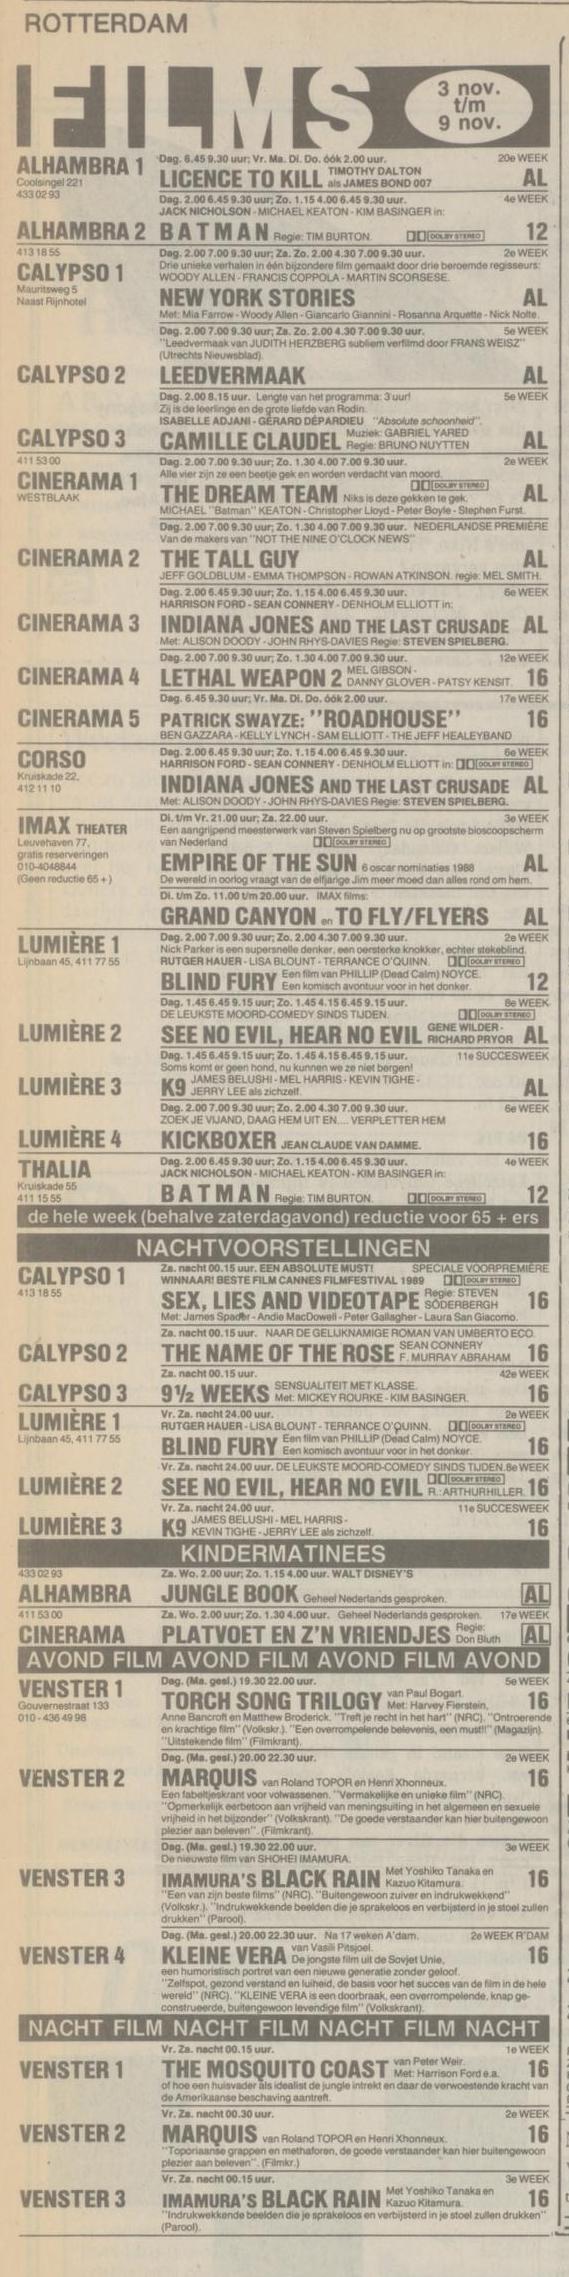 ROTTERDAM
FILMS
3 nov.
t/m
9 nov.
ALHAMBRA 1
Coolsingel 221
433 02 93
Dag. 6.45 9.30 uur; Vr. Ma. Di. Do. óók 2.00 uur. 20e WEEK
LICENCE TO KILL TIMOTHY DALTON als JAMES BOND 007 AL
Dag. 2.00 6.45 9.30 uur; Zo. 1.15 4.00 6.45 9.30 uur. 4e WEEK
JACK NICHOLSON - MICHAEL KEATON - KIM BASINGER in:
ALHAMBRA 2 BATMAN Regie: TIM BURTON. DOLBY STEREO 12
413 18 55
CALYPSO 1
Mauritsweg 5
Naast Rijnhotel
Dag. 2.00 7.00 9.30 uur; Za. Zo. 2.00 4.30 7.00 9.30 uur. 2e WEEK
Drie unieke verhalen in één bijzondere film gemaakt door drie beroemde regisseurs:
WOODY ALLEN - FRANCIS COPPOLA - MARTIN SCORSESE.
NEW YORK STORIES AL
Met: Mia Farrow - Woody Allen - Giancarlo Giannini - Rosanna Arquette - Nick Nolte.
Dag. 2.00 7.00 9.30 uur; Za. Zo. 2.00 4.30 7.00 9.30 uur. 5e WEEK
"Leedvermaak van JUDITH HERZBERG subliem verfilmd door FRANS WEISZ"
(Utrechts Nieuwsblad).
CALYPSO 2 LEEDVERMAAK AL
Dag. 2.00 8.15 uur. Lengte van het programma: 3 uur! 5e WEEK
Zij is de leerlinge en de grote liefde van Rodin.
ISABELLE ADJANI - GÉRARD DÉPARDIEU "Absolute schoonheid".
CALYPSO 3 CAMILLE CLAUDEL Muziek: GABRIEL YARED Regie: BRUNO NUYTTEN AL
411 53 00
CINERAMA 1
WESTBLAAK
Dag. 2.00 7.00 9.30 uur; Zo. 1.30 4.00 7.00 9.30 uur. 2e WEEK
Alle vier zijn ze een beetje gek en worden verdacht van moord.
DOLBY STEREO
THE DREAM TEAM Niks is deze gekken te gek. AL
MICHAEL "Batman" KEATON - Christopher Lloyd - Peter Boyle - Stephen Furst.
Dag. 2.00 7.00 9.30 uur; Zo. 1.30 4.00 7.00 9.30 uur. NEDERLANDSE PREMIÈRE
Van de makers van "NOT THE NINE O'CLOCK NEWS"
CINERAMA 2 THE TALL GUY AL
JEFF GOLDBLUM - EMMA THOMPSON - ROWAN ATKINSON. regie: MEL SMITH.
Dag. 2.00 6.45 9.30 uur; Zo. 1.15 4.00 6.45 9.30 uur. 6e WEEK
HARRISON FORD - SEAN CONNERY - DENHOLM ELLIOTT in:
CINERAMA 3 INDIANA JONES AND THE LAST CRUSADE AL
Met: ALISON DOODY - JOHN RHYS-DAVIES Regie: STEVEN SPIELBERG.
Dag. 2.00 7.00 9.30 uur; Zo. 1.30 4.00 7.00 9.30 uur. 12e WEEK
CINERAMA 4 LETHAL WEAPON 2 MEL GIBSON - DANNY GLOVER - PATSY KENSIT. 16
Dag. 6.45 9.30 uur; Vr. Ma. Di. Do. óók 2.00 uur. 17e WEEK
CINERAMA 5 PATRICK SWAYZE: "ROADHOUSE" 16
BEN GAZZARA - KELLY LYNCH - SAM ELLIOTT - THE JEFF HEALEYBAND
CORSO
Kruiskade 22,
412 11 10
Dag. 2.00 6.45 9.30 uur; Zo. 1.15 4.00 6.45 9.30 uur. 6e WEEK
HARRISON FORD - SEAN CONNERY - DENHOLM ELLIOTT in: DOLBY STEREO
INDIANA JONES AND THE LAST CRUSADE AL
Met: ALISON DOODY - JOHN RHYS-DAVIES Regie: STEVEN SPIELBERG.
IMAX THEATER
Leuvehaven 77,
gratis reserveringen
010-4048844
(Geen reductie 65 +)
Di. t/m Vr. 21.00 uur; Za. 22.00 uur. 3e WEEK
Een aangrijpend meesterwerk van Steven Spielberg nu op grootste bioscoopscherm
van Nederland DOLBY STEREO
EMPIRE OF THE SUN 6 oscar nominaties 1988 AL
De wereld in oorlog vraagt van de elfjarige Jim meer moed dan alles rond om hem.
Di. t/m Zo. 11.00 t/m 20.00 uur. IMAX films:
GRAND CANYON en TO FLY/FLYERS AL
LUMIÈRE 1
Lijnbaan 45, 411 77 55
Dag. 2.00 7.00 9.30 uur; Zo. 2.00 4.30 7.00 9.30 uur. 2e WEEK
Nick Parker is een supersnelle denker, een oersterke knokker, echter stekeblind.
RUTGER HAUER - LISA BLOUNT - TERRANCE O'QUINN. DOLBY STEREO
BLIND FURY Een film van PHILLIP (Dead Calm) NOYCE. Een komisch avontuur voor in het donker. 12
Dag. 1.45 6.45 9.15 uur; Zo. 1.45 4.15 6.45 9.15 uur. 8e WEEK
DE LEUKSTE MOORD-COMEDY SINDS TIJDEN. DOLBY STEREO
LUMIÈRE 2 SEE NO EVIL, HEAR NO EVIL GENE WILDER - RICHARD PRYOR AL
Dag. 1.45 6.45 9.15 uur; Zo. 1.45 4.15 6.45 9.15 uur. 11e SUCCESWEEK
Soms komt er geen hond, nu kunnen we ze niet bergen!
LUMIÈRE 3 K9 JAMES BELUSHI - MEL HARRIS - KEVIN TIGHE - JERRY LEE als zichzelf. AL
Dag. 2.00 7.00 9.30 uur; Zo. 2.00 4.30 7.00 9.30 uur. 6e WEEK
ZOEK JE VIJAND, DAAG HEM UIT EN.... VERPLETTER HEM
LUMIÈRE 4 KICKBOXER JEAN CLAUDE VAN DAMME. 16
THALIA
Kruiskade 55
411 15 55
Dag. 2.00 6.45 9.30 uur; Zo. 1.15 4.00 6.45 9.30 uur. 4e WEEK
JACK NICHOLSON - MICHAEL KEATON - KIM BASINGER in:
BATMAN Regie: TIM BURTON. DOLBY STEREO 12
de hele week (behalve zaterdagavond) reductie voor 65 + ers
NACHTVOORSTELLINGEN
CALYPSO 1
413 18 55
Za. nacht 00.15 uur. EEN ABSOLUTE MUST! SPECIALE VOORPREMIÈRE
WINNAAR! BESTE FILM CANNES FILMFESTIVAL 1989 DOLBY STEREO
SEX, LIES AND VIDEOTAPE Regie: STEVEN SÖDERBERGH 16
Met: James Spader - Andie MacDowell - Peter Gallagher - Laura San Giacomo.
Za. nacht 00.15 uur. NAAR DE GELIJKNAMIGE ROMAN VAN UMBERTO ECO.
CALYPSO 2 THE NAME OF THE ROSE SEAN CONNERY F. MURRAY ABRAHAM 16
Za. nacht 00.15 uur. 42e WEEK
CALYPSO 3 9½ WEEKS SENSUALITEIT MET KLASSE. Met: MICKEY ROURKE - KIM BASINGER. 16
LUMIÈRE 1
Lijnbaan 45, 411 77 55
Vr. Za. nacht 24.00 uur. 2e WEEK
RUTGER HAUER - LISA BLOUNT - TERRANCE O'QUINN. DOLBY STEREO
BLIND FURY Een film van PHILLIP (Dead Calm) NOYCE. Een komisch avontuur voor in het donker. 16
Vr. Za. nacht 24.00 uur. DE LEUKSTE MOORD-COMEDY SINDS TIJDEN. 8e WEEK
LUMIÈRE 2 SEE NO EVIL, HEAR NO EVIL DOLBY STEREO R.: ARTHUR HILLER. 16
Vr. Za. nacht 24.00 uur. 11e SUCCESWEEK
LUMIÈRE 3 K9 JAMES BELUSHI - MEL HARRIS - KEVIN TIGHE - JERRY LEE als zichzelf. 16
KINDERMATINEES
433 02 93 Za. Wo. 2.00 uur; Zo. 1.15 4.00 uur. WALT DISNEY'S
ALHAMBRA JUNGLE BOOK Geheel Nederlands gesproken. AL
411 53 00 Za. Wo. 2.00 uur; Zo. 1.30 4.00 uur. Geheel Nederlands gesproken. 17e WEEK
CINERAMA PLATVOET EN Z'N VRIENDJES Regie: Don Bluth AL
AVOND FILM AVOND FILM AVOND FILM AVOND
VENSTER 1
Gouvernestraat 133
010 - 436 49 98
Dag. (Ma. gesl.) 19.30 22.00 uur. 5e WEEK
TORCH SONG TRILOGY van Paul Bogart. Met: Harvey Fierstein, 16
Anne Bancroft en Matthew Broderick. "Treft je recht in het hart" (NRC). "Ontroerende
en krachtige film" (Volkskr.). "Een overrompelende belevenis, een must!!" (Magazijn).
"Uitstekende film" (Filmkrant).
Dag. (Ma. gesl.) 20.00 22.30 uur. 2e WEEK
VENSTER 2 MARQUIS van Roland TOPOR en Henri Xhonneux. 16
Een fabeltjeskrant voor volwassenen. "Vermakelijke en unieke film" (NRC).
"Opmerkelijk eerbetoon aan vrijheid van meningsuiting in het algemeen en sexuele
vrijheid in het bijzonder" (Volkskrant). "De goede verstaander kan hier buitengewoon
plezier aan beleven". (Filmkrant).
Dag. (Ma. gesl.) 19.30 22.00 uur. 3e WEEK
De nieuwste film van SHOHEI IMAMURA.
VENSTER 3 IMAMURA'S BLACK RAIN Met Yoshiko Tanaka en Kazuo Kitamura. 16
"Een van zijn beste films" (NRC). "Buitengewoon zuiver en indrukwekkend"
(Volkskr.). "Indrukwekkende beelden die je sprakeloos en verbijsterd in je stoel zullen
drukken" (Parool).
Dag. (Ma. gesl.) 20.00 22.30 uur. Na 17 weken A'dam. 2e WEEK R'DAM
VENSTER 4 KLEINE VERA van Vasili Pitsjoel. De jongste film uit de Sovjet Unie, 16
een humoristisch portret van een nieuwe generatie zonder geloof.
"Zelfspot, gezond verstand en luiheid, de basis voor het succes van de film in de hele
wereld" (NRC). "KLEINE VERA is een doorbraak, een overrompelende, knap ge-
construeerde, buitengewoon levendige film" (Volkskrant).
NACHT FILM NACHT FILM NACHT FILM NACHT
Vr. Za. nacht 00.15 uur. 1e WEEK
VENSTER 1 THE MOSQUITO COAST van Peter Weir. Met: Harrison Ford e.a. 16
of hoe een huisvader als idealist de jungle intrekt en daar de verwoestende kracht van
de Amerikaanse beschaving aantreft.
Vr. Za. nacht 00.30 uur. 2e WEEK
VENSTER 2 MARQUIS van Roland TOPOR en Henri Xhonneux. 16
"Toporiaanse grappen en methaforen, de goede verstaander kan hier buitengewoon
plezier aan beleven". (Filmkr.)
Vr. Za. nacht 00.15 uur. 3e WEEK
VENSTER 3 IMAMURA'S BLACK RAIN Met Yoshiko Tanaka en Kazuo Kitamura. 16
"Indrukwekkende beelden die je sprakeloos en verbijsterd in je stoel zullen drukken"
(Parool).